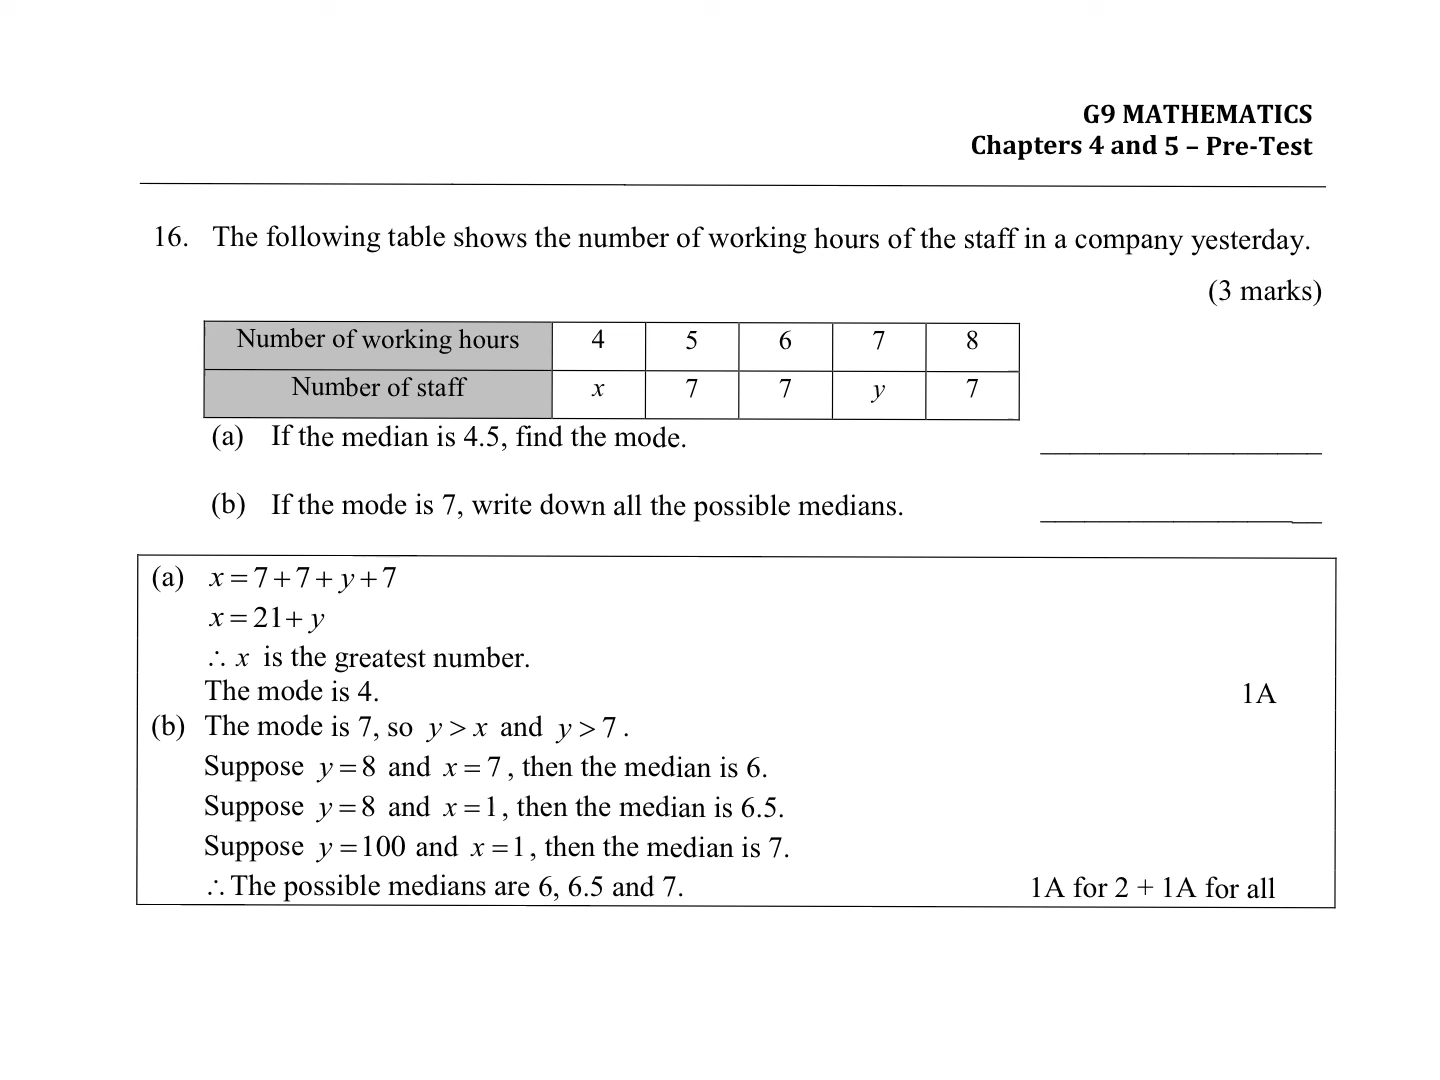 G9 MATHEMATICS
Chapters 4 and 5 – Pre-Test
16. The following table shows the number of working hours of the staff in a company yesterday.
(3 marks)
Number of working hours 4 5 6 7 8
Number of staff x 7 7 y 7
(a) If the median is 4.5, find the mode.
(b) If the mode is 7, write down all the possible medians.
(a) x = 7 + 7 + y + 7
x = 21 + y
∴ x is the greatest number.
The mode is 4. 1A
(b) The mode is 7, so y > x and y > 7.
Suppose y = 8 and x = 7, then the median is 6.
Suppose y = 8 and x = 1, then the median is 6.5.
Suppose y = 100 and x = 1, then the median is 7.
∴ The possible medians are 6, 6.5 and 7. 1A for 2 + 1A for all